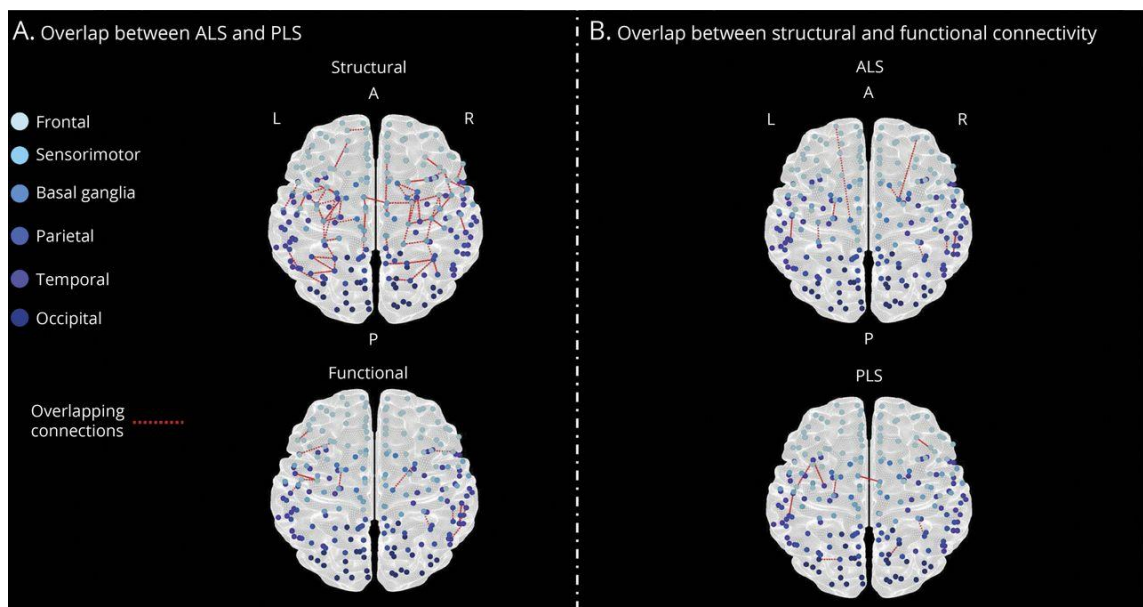 A. Overlap between ALS and PLS
Structural
A
L
R
Frontal
Sensorimotor
Basal ganglia
Parietal
Temporal
Occipital
P
Functional
Overlapping
connections
B. Overlap between structural and functional connectivity
ALS
A
L
R
P
PLS